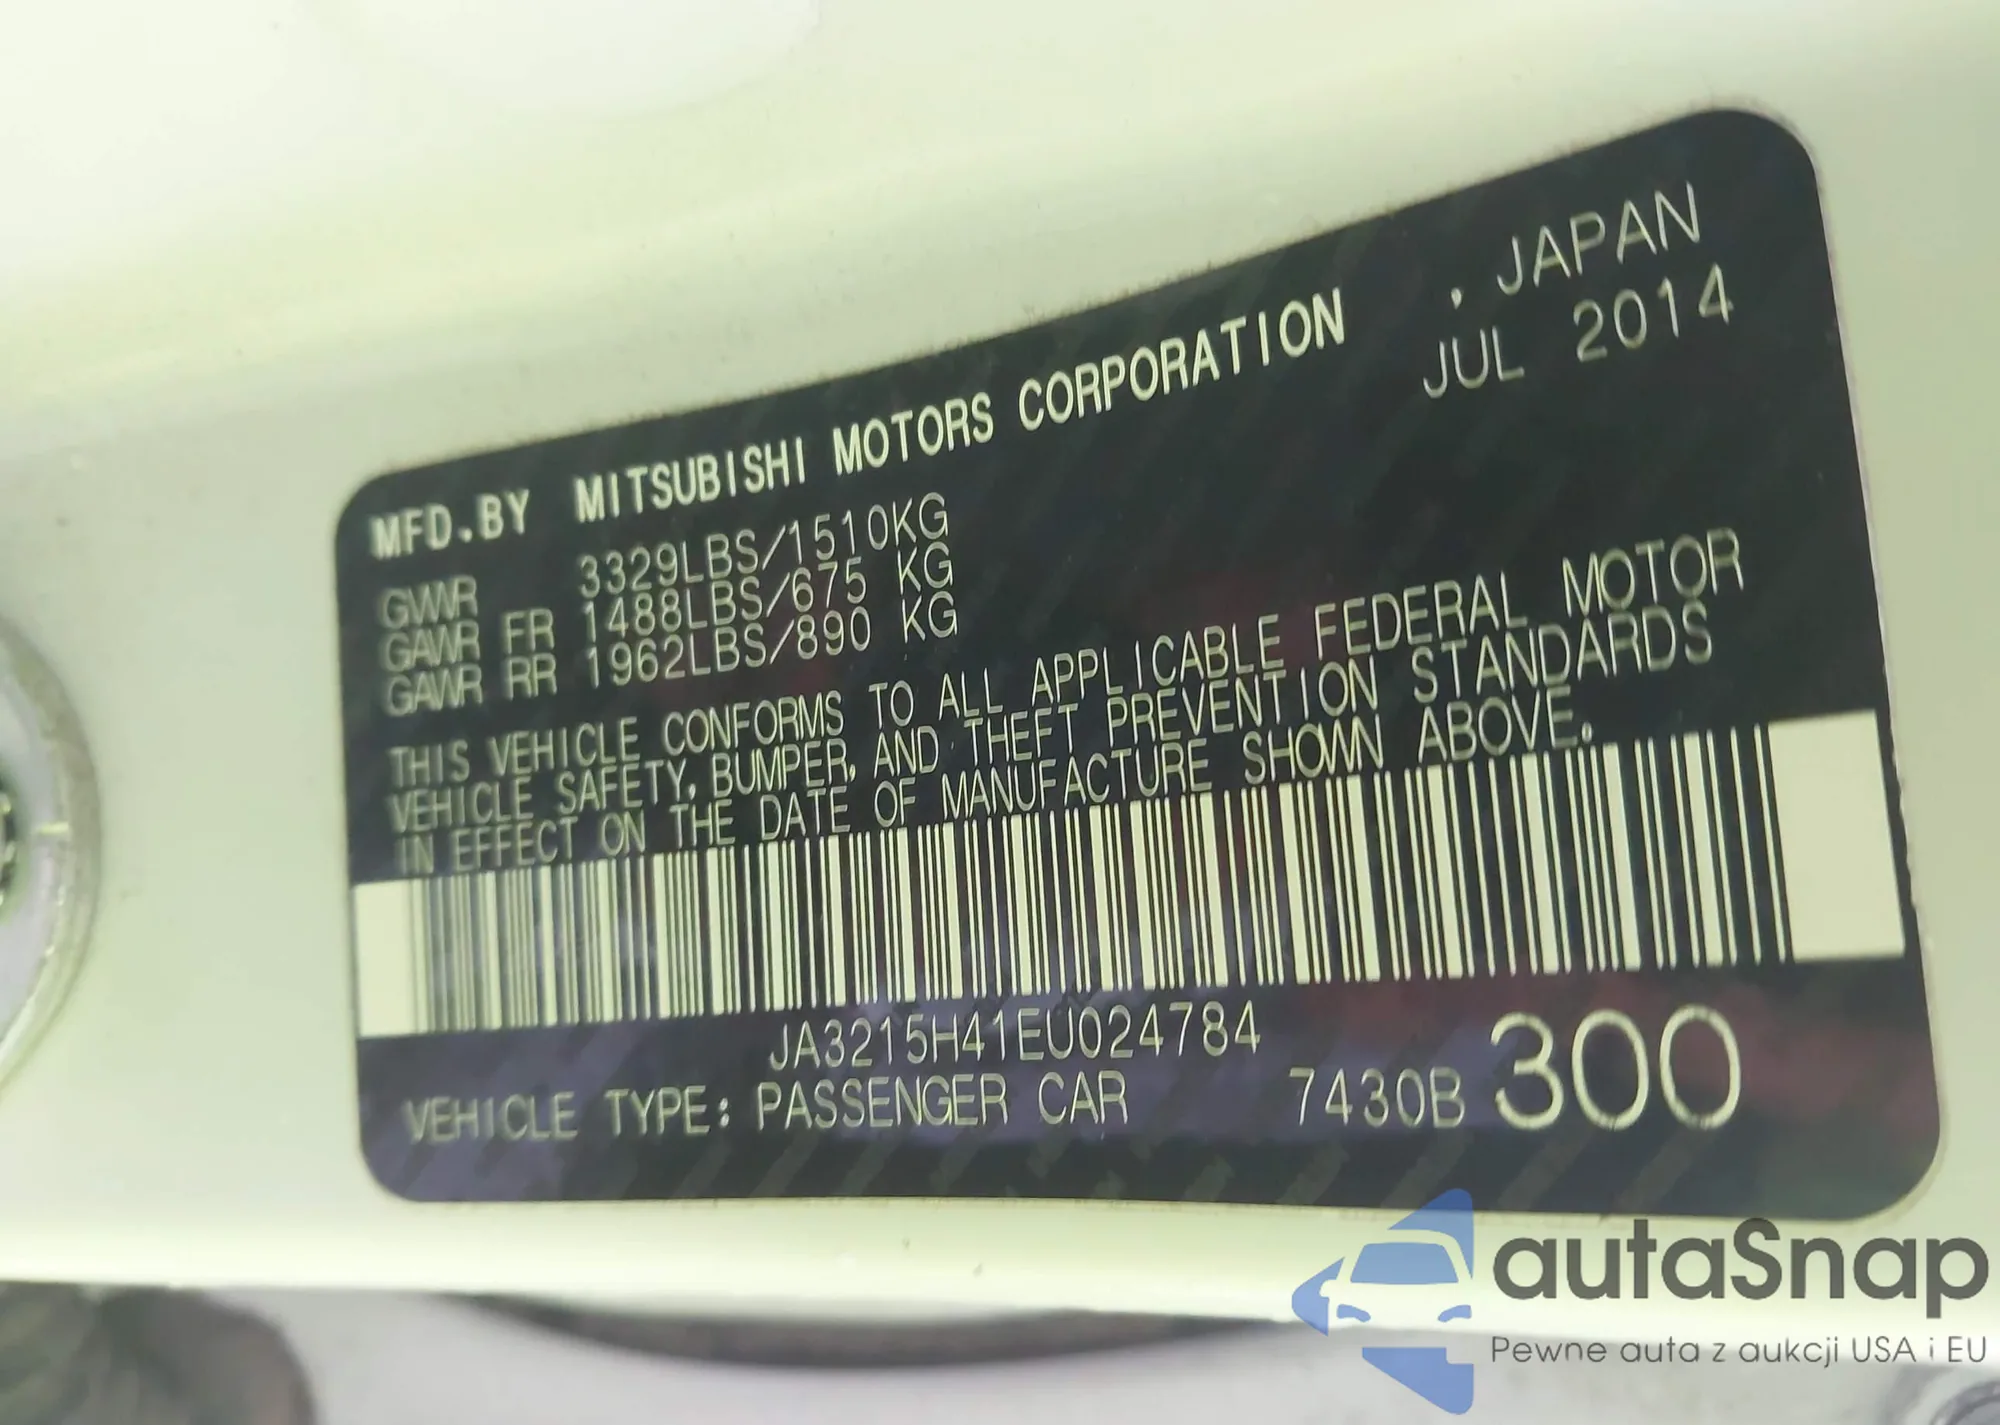 MFD.BY MITSUBISHI MOTORS CORPORATION , JAPAN
JUL 2014
GVWR 3329LBS/1510KG
GAWR FR 1488LBS/675 KG
GAWR RR 1962LBS/890 KG
THIS VEHICLE CONFORMS TO ALL APPLICABLE FEDERAL MOTOR
VEHICLE SAFETY, BUMPER, AND THEFT PREVENTION STANDARDS
IN EFFECT ON THE DATE OF MANUFACTURE SHOWN ABOVE.
JA3215H41EU024784
VEHICLE TYPE: PASSENGER CAR 7430B 300
autaSnap
Pewne auta z aukcji USA i EU